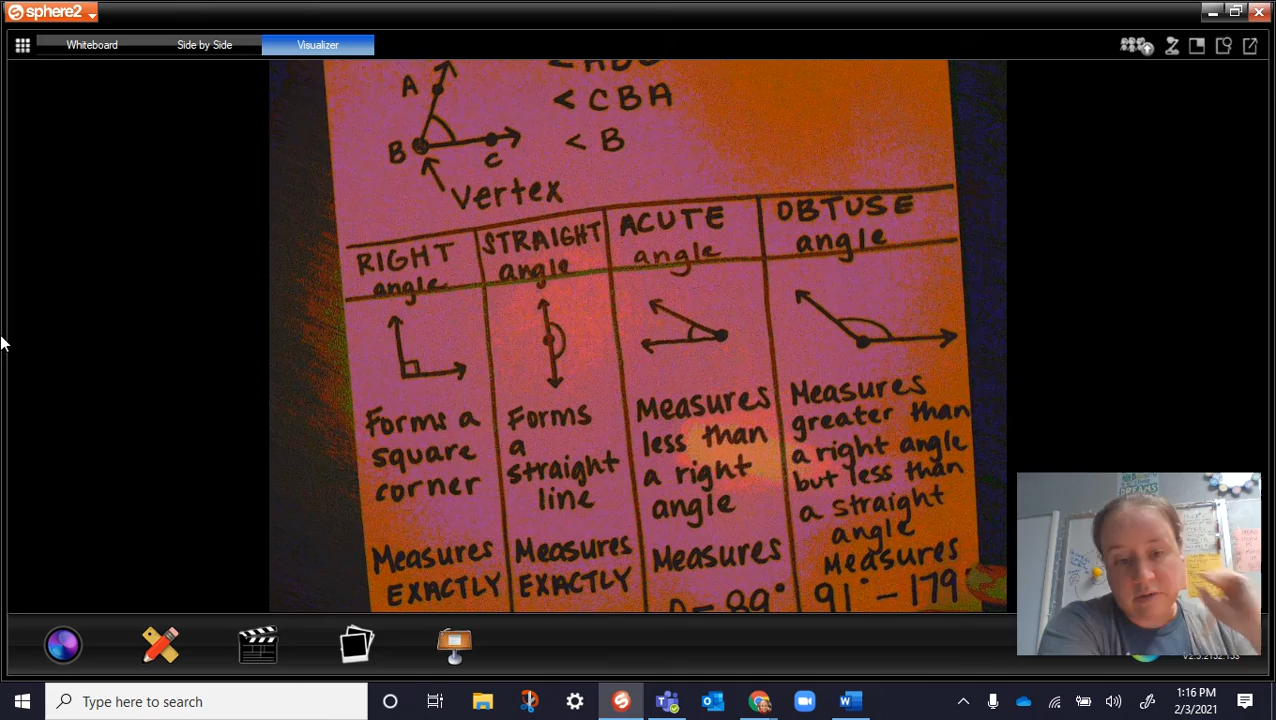 sphere2
Whiteboard
Side by Side
Visualizer
A
< CBA
B
C
< B
Vertex
RIGHT angle
STRAIGHT angle
ACUTE angle
OBTUSE angle
Forms a
square
corner
Measures
EXACTLY
Forms
a
straight
line
Measures
EXACTLY
Measures
less than
a right
angle
Measures
89°
Measures
greater than
a right angle
but less than
a straight
angle
Measures
91° - 179°
DREAMS
Type here to search
1:16 PM
2/3/2021